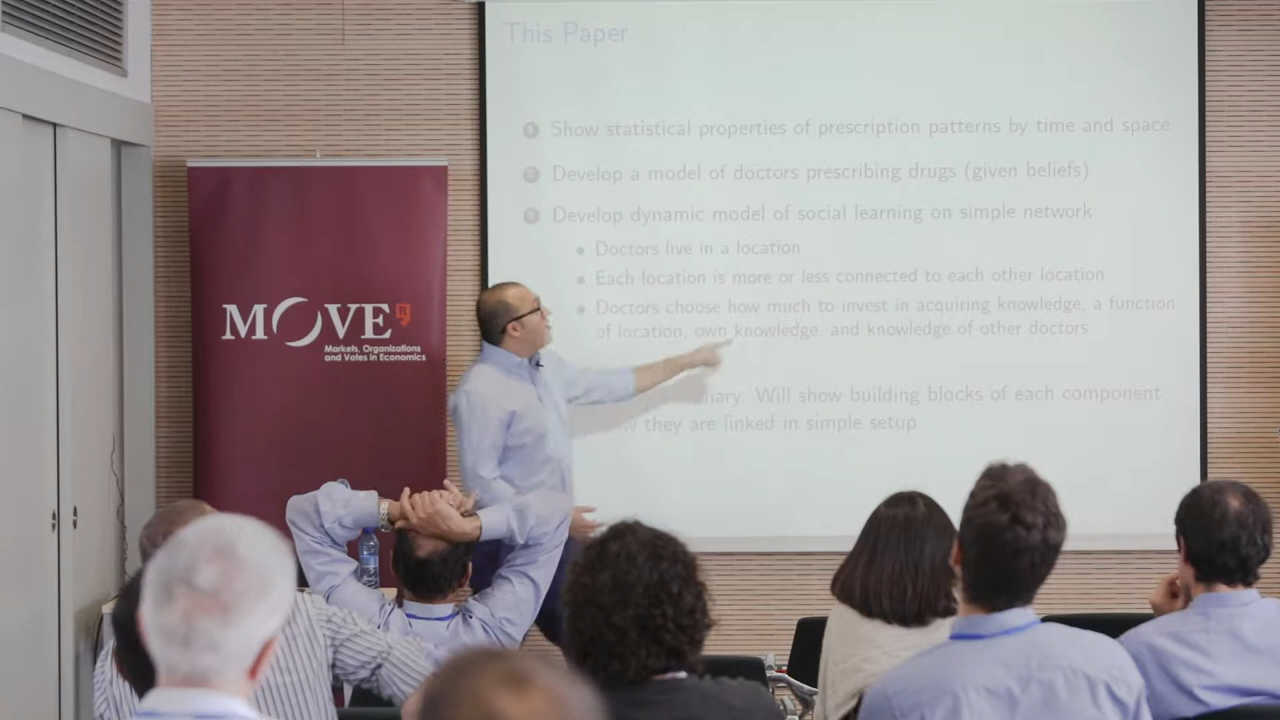 This Paper
1 Show statistical properties of prescription patterns by time and space
2 Develop a model of doctors prescribing drugs (given beliefs)
3 Develop dynamic model of social learning on simple network
Doctors live in a location
Each location is more or less connected to each other location
Doctors choose how much to invest in acquiring knowledge, a function
of location, own knowledge, and knowledge of other doctors
Will show building blocks of each component
they are linked in simple setup
MOVE
Markets, Organizations
and Votes in Economics